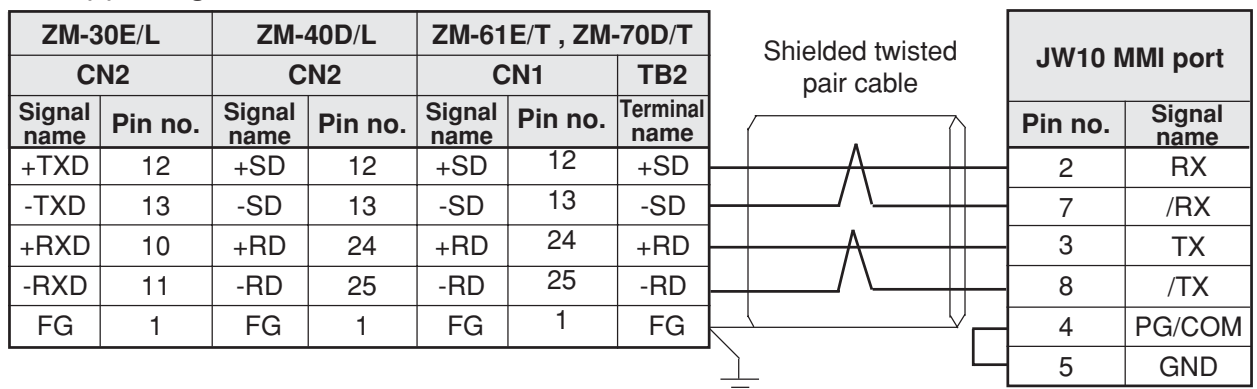 ZM-30E/L ZM-40D/L ZM-61E/T , ZM-70D/T
CN2 CN2 CN1 TB2
Signal name Pin no. Signal name Pin no. Signal name Pin no. Terminal name
+TXD 12 +SD 12 +SD 12 +SD
-TXD 13 -SD 13 -SD 13 -SD
+RXD 10 +RD 24 +RD 24 +RD
-RXD 11 -RD 25 -RD 25 -RD
FG 1 FG 1 FG 1 FG
Shielded twisted
pair cable
JW10 MMI port
Pin no. Signal name
2 RX
7 /RX
3 TX
8 /TX
4 PG/COM
5 GND